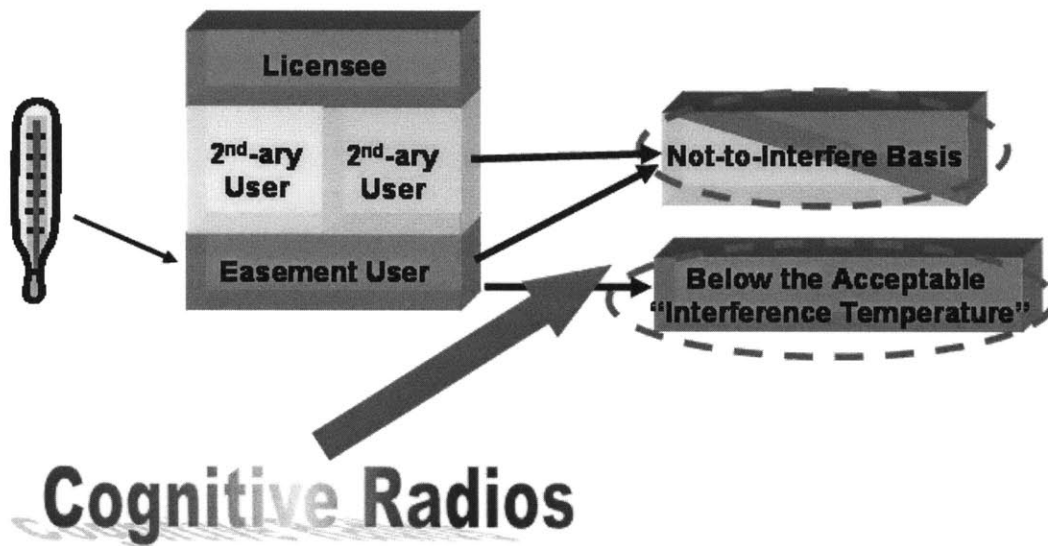 Licensee
2nd-ary User
2nd-ary User
Easement User
Not-to-Interfere Basis
Below the Acceptable
“Interference Temperature”
Cognitive Radios